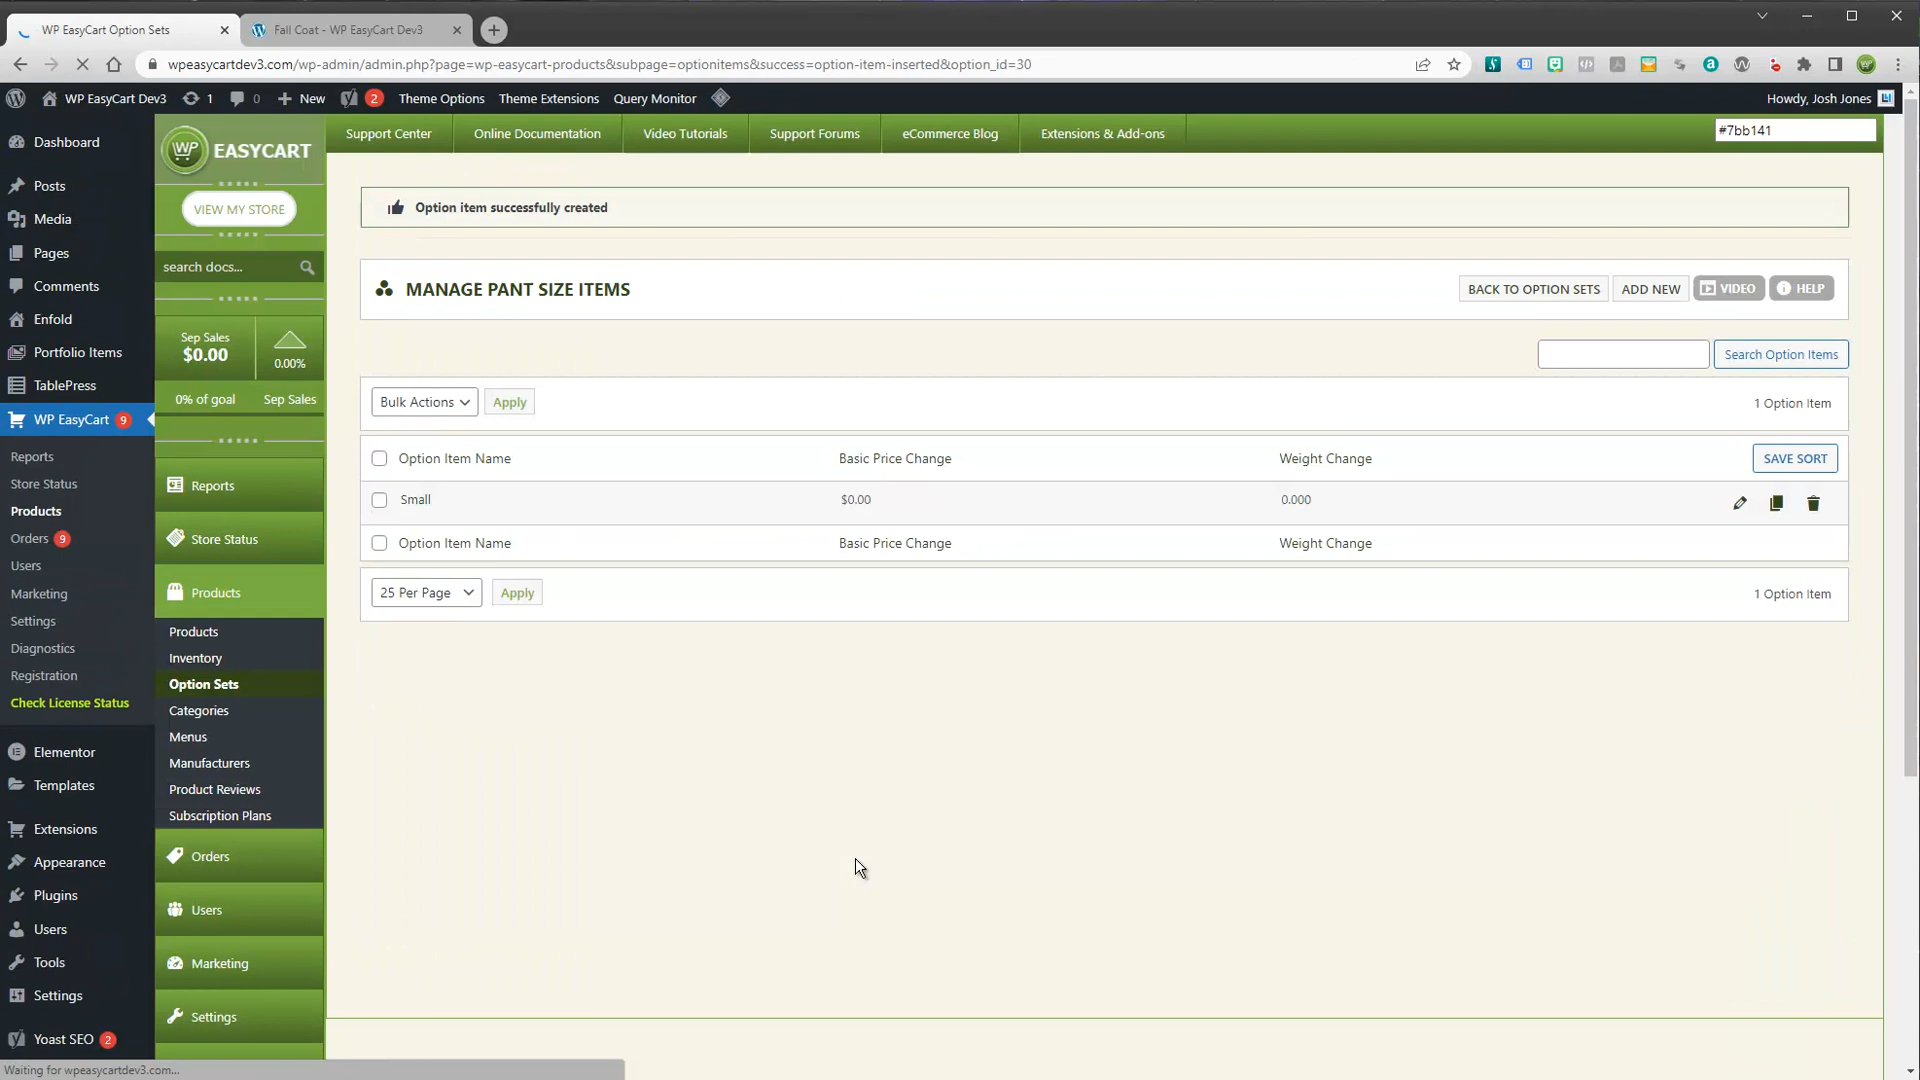 WP EasyCart Option Sets
Fall Coat - WP EasyCart Dev3
wpeasycartdev3.com/wp-admin/admin.php?page=wp-easycart-products&subpage=optionitems&success=option-item-inserted&option_id=30
WP EasyCart Dev3 1 0 New 2 Theme Options Theme Extensions Query Monitor Howdy, Josh Jones
Dashboard
Posts
Media
Pages
Comments
Enfold
Portfolio Items
TablePress
WP EasyCart 9
Reports
Store Status
Products
Orders 9
Users
Marketing
Settings
Diagnostics
Registration
Check License Status
Elementor
Templates
Extensions
Appearance
Plugins
Users
Tools
Settings
Yoast SEO 2
Waiting for wpeasycartdev3.com...
WP EASYCART
VIEW MY STORE
search docs...
Sep Sales
$0.00
0.00%
0% of goal Sep Sales
Reports
Store Status
Products
Products
Inventory
Option Sets
Categories
Menus
Manufacturers
Product Reviews
Subscription Plans
Orders
Users
Marketing
Settings
Support Center Online Documentation Video Tutorials Support Forums eCommerce Blog Extensions & Add-ons #7bb141
Option item successfully created
MANAGE PANT SIZE ITEMS BACK TO OPTION SETS ADD NEW VIDEO HELP
Search Option Items
Bulk Actions Apply 1 Option Item
Option Item Name Basic Price Change Weight Change SAVE SORT
Small $0.00 0.000
Option Item Name Basic Price Change Weight Change
25 Per Page Apply 1 Option Item